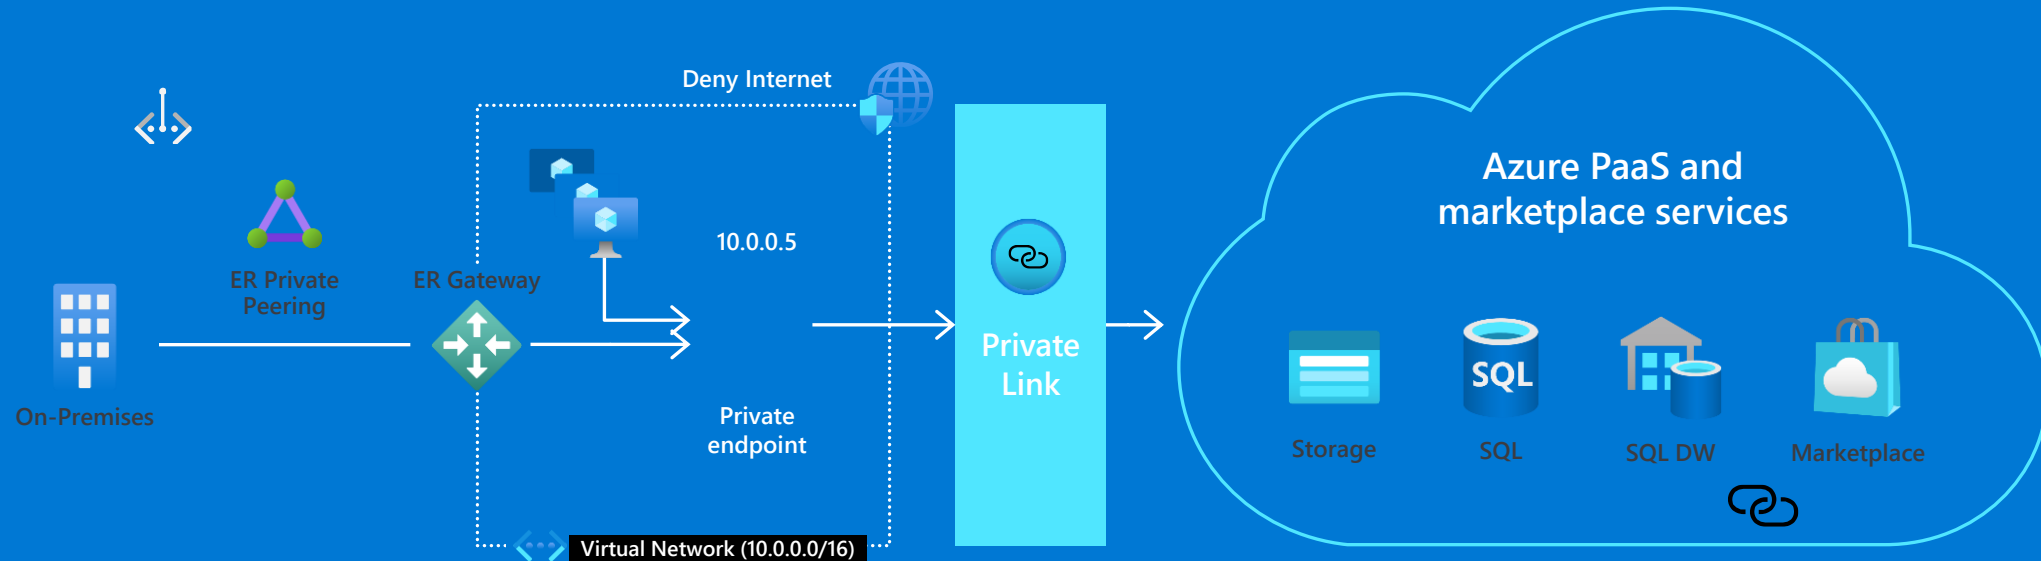 Deny Internet
10.0.0.5
ER Private
Peering
ER Gateway
On-Premises
Private
endpoint
Virtual Network (10.0.0.0/16)
Private
Link
Azure PaaS and
marketplace services
SQL
Storage
SQL
SQL DW
Marketplace